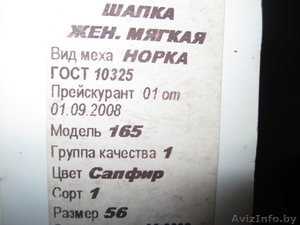 ШАПКА
ЖЕН. МЯГКАЯ
Вид меха НОРКА
ГОСТ 10325
Прейскурант 01 от
01.09.2008
Модель 165
Группа качества 1
Цвет Сапфир
Сорт 1
Размер 56
AvizInfo.by